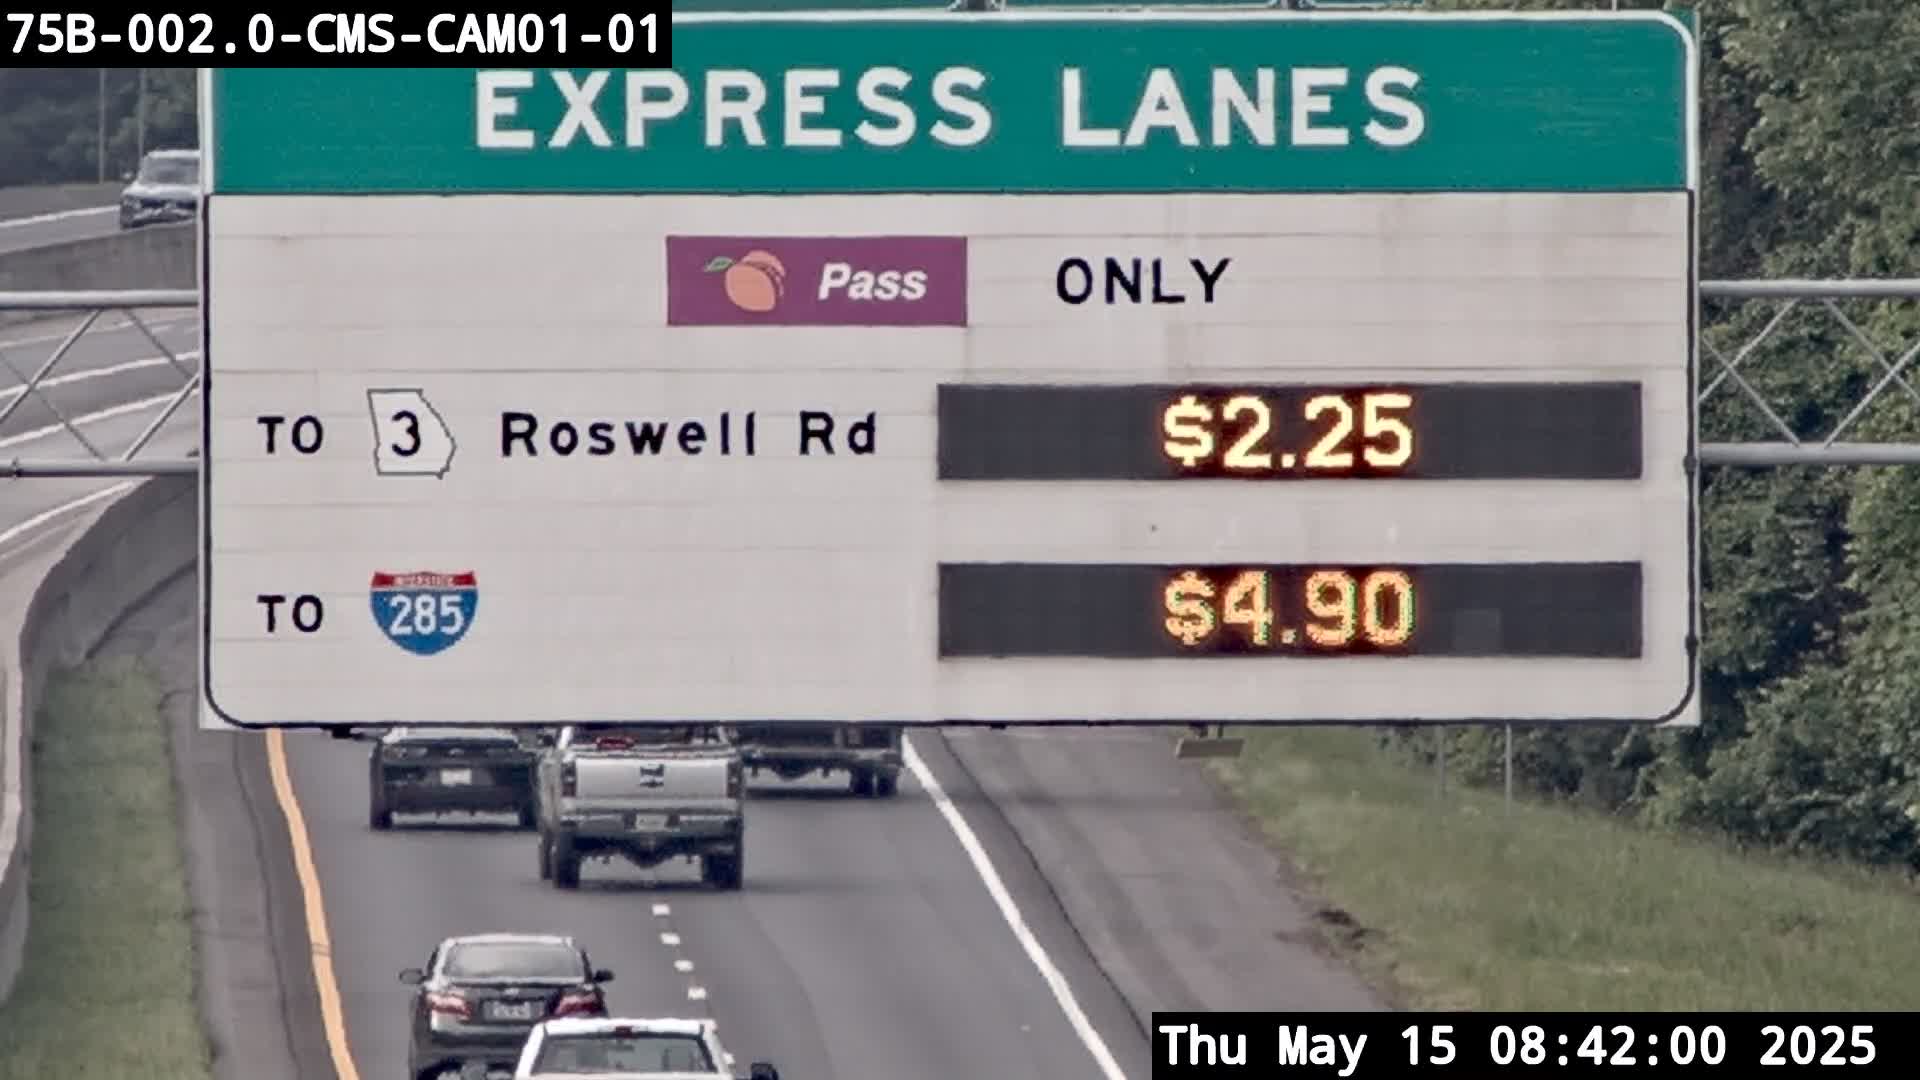 75B-002.0-CMS-CAM01-01
EXPRESS LANES
Pass ONLY
TO 3 Roswell Rd $2.25
INTERSTATE
TO 285 $4.90
Thu May 15 08:42:00 2025